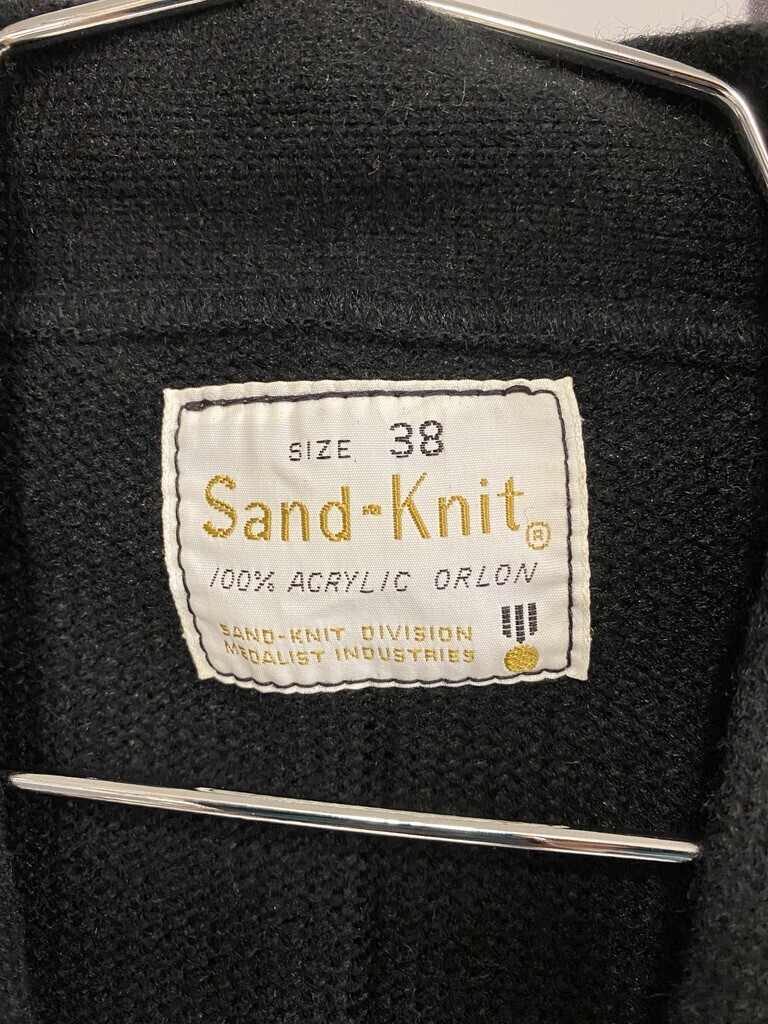 SIZE 38
Sand-Knit ®
100% ACRYLIC ORLON
SAND-KNIT DIVISION
MEDALIST INDUSTRIES